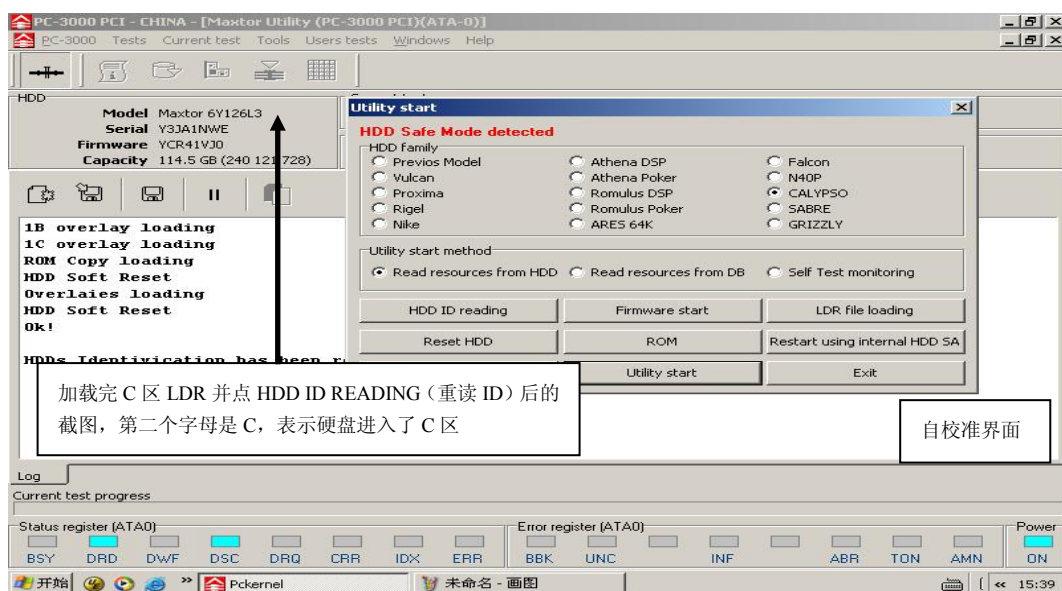 PC-3000 PCI - CHINA - [Maxtor Utility (PC-3000 PCI)(ATA-0)]
PC-3000 Tests Current test Tools Users tests Windows Help
HDD
Model Maxtor 6Y126L3
Serial Y3JA1NWE
Firmware YCR41VJ0
Capacity 114.5 GB (240 121 728)
Utility start
HDD Safe Mode detected
HDD family
Previos Model Athena DSP Falcon
Vulcan Athena Poker N40P
Proxima Romulus DSP CALYPSO
Rigel Romulus Poker SABRE
Nike ARES 64K GRIZZLY
Utility start method
Read resources from HDD Read resources from DB Self Test monitoring
HDD ID reading Firmware start LDR file loading
Reset HDD ROM Restart using internal HDD SA
Utility start Exit
1B overlay loading
1C overlay loading
ROM Copy loading
HDD Soft Reset
Overlaies loading
HDD Soft Reset
Ok!
HDDs Identivication has been
加载完 C 区 LDR 并点 HDD ID READING（重读 ID）后的
截图，第二个字母是 C，表示硬盘进入了 C 区
自校准界面
Log
Current test progress
Status register (ATA0) Error register (ATA0) Power
BSY DRD DWF DSC DRQ CRR IDX ERR BBK UNC INF ABR TON AMN ON
开始 » Pckernel 未命名 - 画图 « 15:39